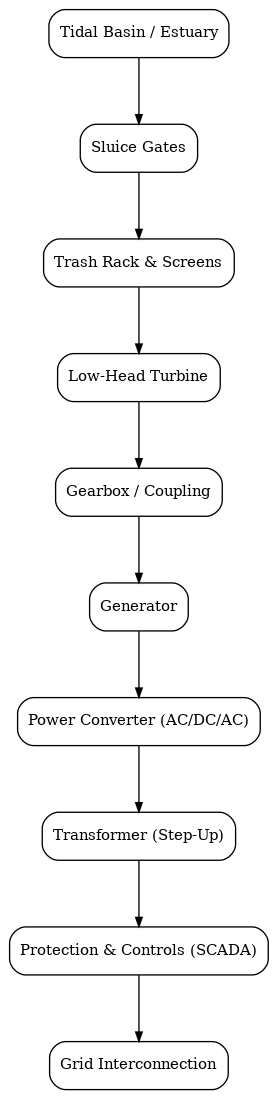 Tidal Basin / Estuary
Sluice Gates
Trash Rack & Screens
Low-Head Turbine
Gearbox / Coupling
Generator
Power Converter (AC/DC/AC)
Transformer (Step-Up)
Protection & Controls (SCADA)
Grid Interconnection